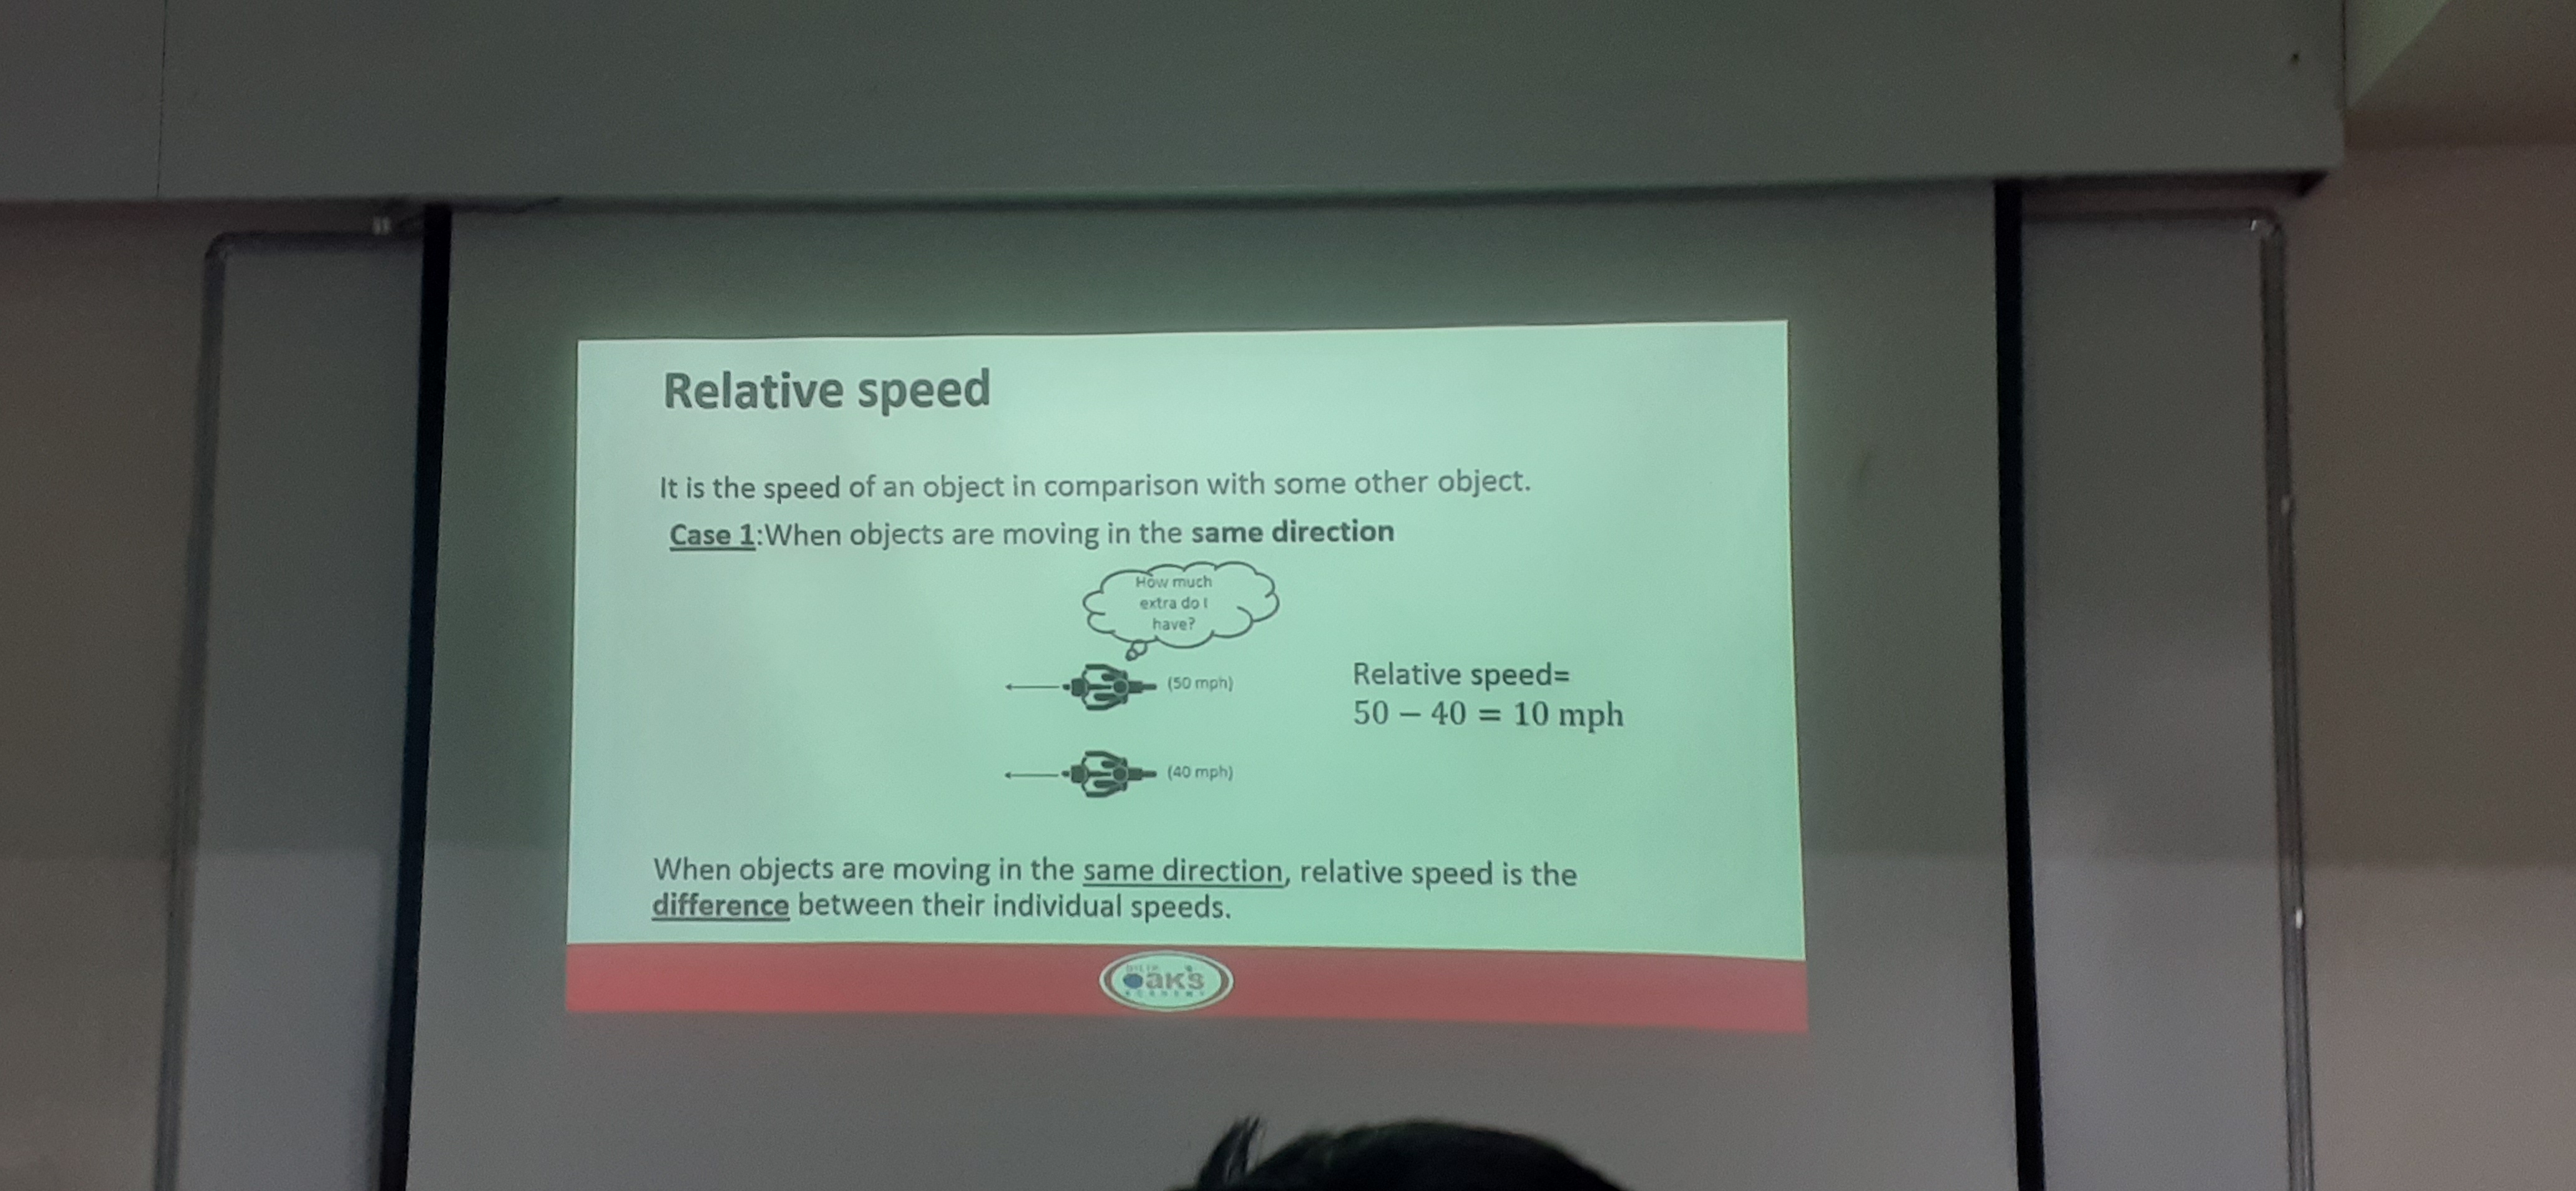 Relative speed
It is the speed of an object in comparison with some other object.
Case 1:When objects are moving in the same direction
How much
extra do I
have?
(50 mph)
Relative speed=
50 − 40 = 10 mph
(40 mph)
When objects are moving in the same direction, relative speed is the
difference between their individual speeds.
oaK's